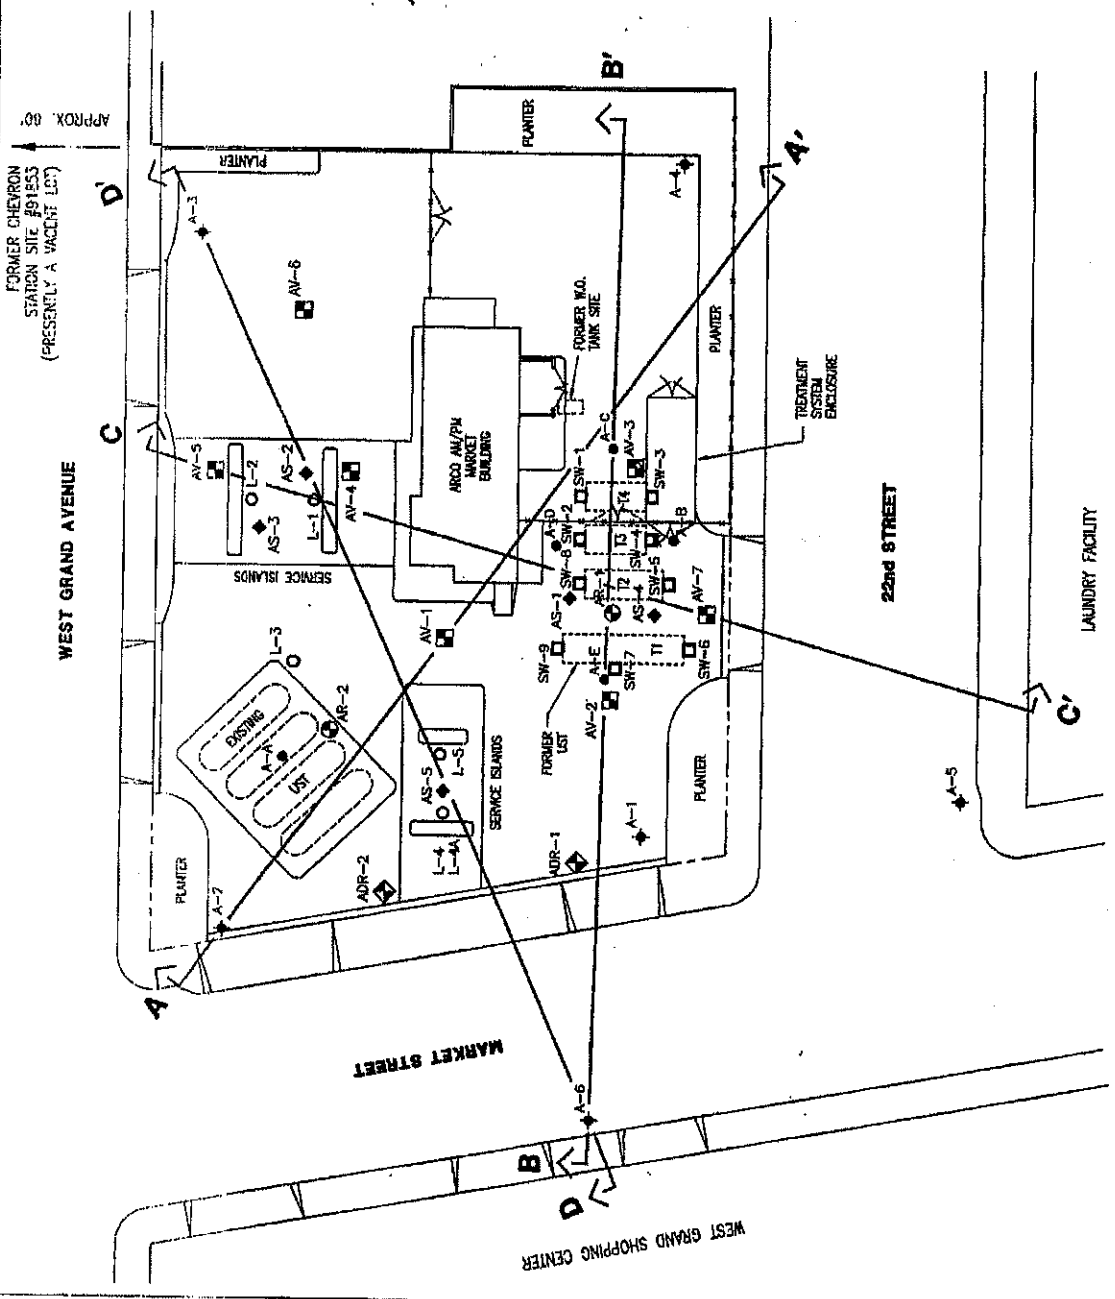 FORMER CHEVRON
STATION SITE #91853
(PRESENTLY A VACENT LOT)
APPROX. 60'
WEST GRAND AVENUE
D'
C
B'
A'
PLANTER
A-3
AV-6
PLANTER
A-4
FORMER W.O.
TANK SITE
PLANTER
TREATMENT
SYSTEM
ENCLOSURE
ARCO AM/PM
MARKET
BUILDING
AV-5
L-2
AS-2
AS-3
L-1
AV-4
SERVICE ISLANDS
A-C
AV-3
SW-1
SW-3
T4
SW-2
A-D
T3
SW-4
A-B
SW-8
T2
SW-5
AS-1
AR-1
AS-4
AV-7
AV-1
SW-9
T1
SW-6
A-E
SW-7
AV-2
FORMER
UST
L-3
EXISTING
UST
A-A
AR-2
AS-5
L-5
L-4
L-4A
SERVICE ISLANDS
PLANTER
A-7
ADR-2
ADR-1
A-1
PLANTER
A-5
22nd STREET
LAUNDRY FACILITY
C'
A
MARKET STREET
A-6
B
D
WEST GRAND SHOPPING CENTER